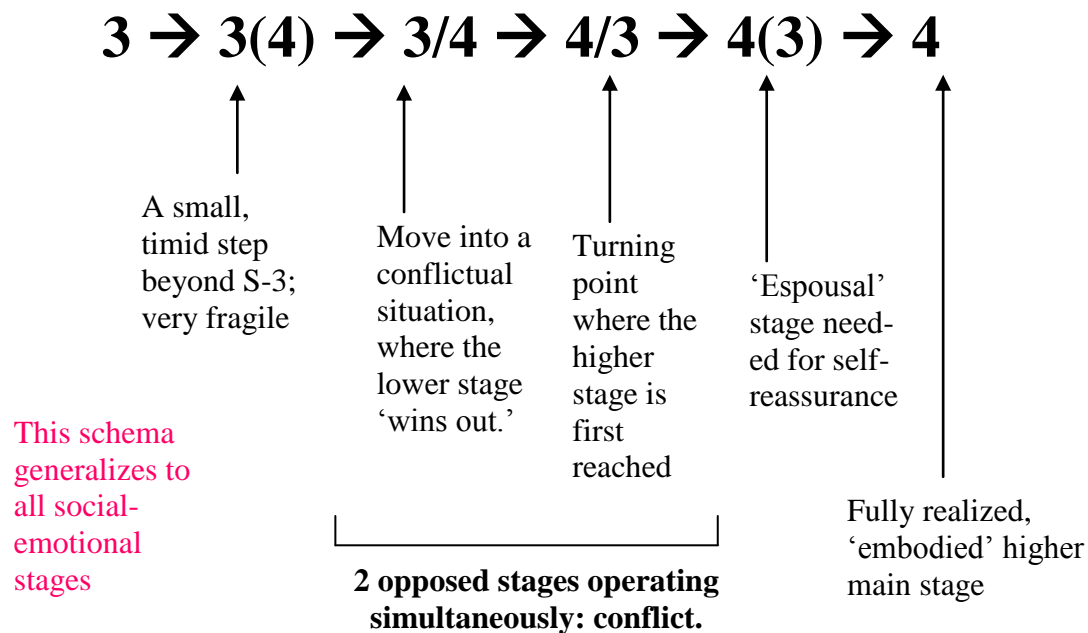 3 → 3(4) → 3/4 → 4/3 → 4(3) → 4
A small,
timid step
beyond S-3;
very fragile
Move into a
conflictual
situation,
where the
lower stage
‘wins out.’
Turning
point
where the
higher
stage is
first
reached
‘Espousal’
stage need-
ed for self-
reassurance
Fully realized,
‘embodied’ higher
main stage
This schema
generalizes to
all social-
emotional
stages
2 opposed stages operating
simultaneously: conflict.